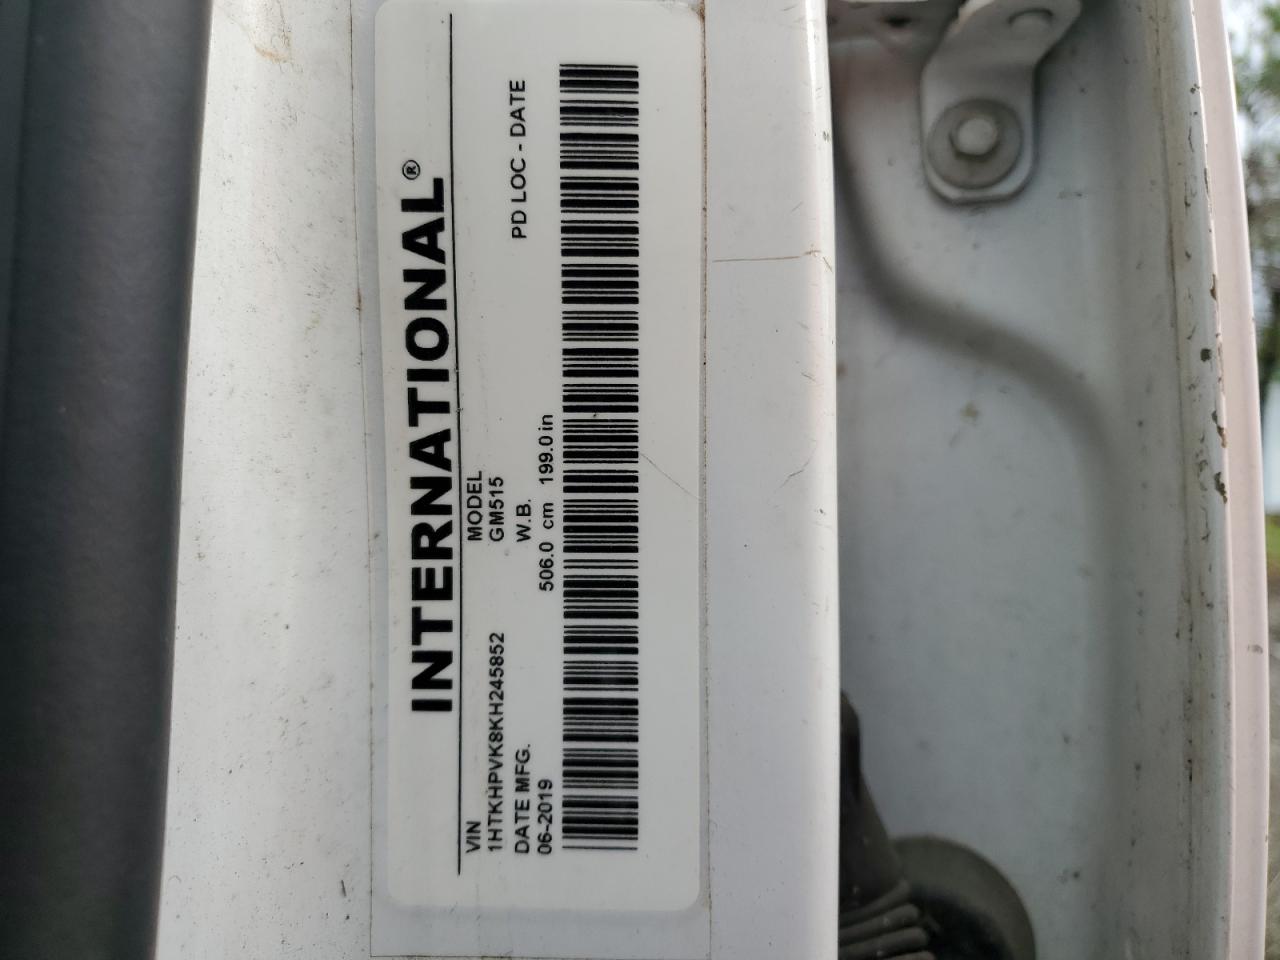 INTERNATIONAL®
VIN MODEL
1HTKHPVK8KH245852 GM515
DATE MFG. W.B. PD LOC - DATE
06-2019 506.0 cm 199.0 in